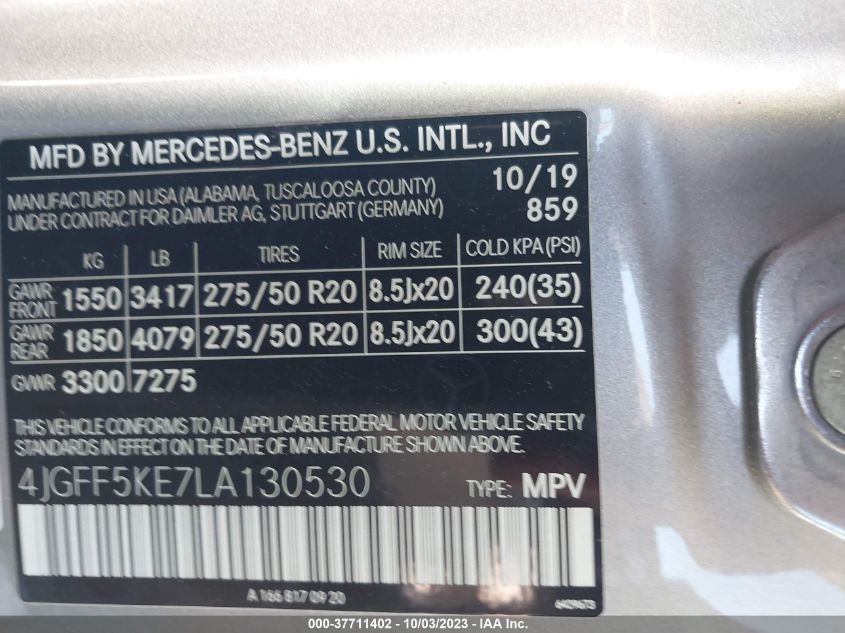 MFD BY MERCEDES-BENZ U.S. INTL., INC
MANUFACTURED IN USA (ALABAMA, TUSCALOOSA COUNTY) 10/19
UNDER CONTRACT FOR DAIMLER AG, STUTTGART (GERMANY) 859
KG LB TIRES RIM SIZE COLD KPA (PSI)
GAWR FRONT 1550 3417 275/50 R20 8.5Jx20 240(35)
GAWR REAR 1850 4079 275/50 R20 8.5Jx20 300(43)
GVWR 3300 7275
THIS VEHICLE CONFORMS TO ALL APPLICABLE FEDERAL MOTOR VEHICLE SAFETY
STANDARDS IN EFFECT ON THE DATE OF MANUFACTURE SHOWN ABOVE.
4JGFF5KE7LA130530 TYPE: MPV
A 166 817 09 20
000-37711402 - 10/03/2023 - IAAI.com